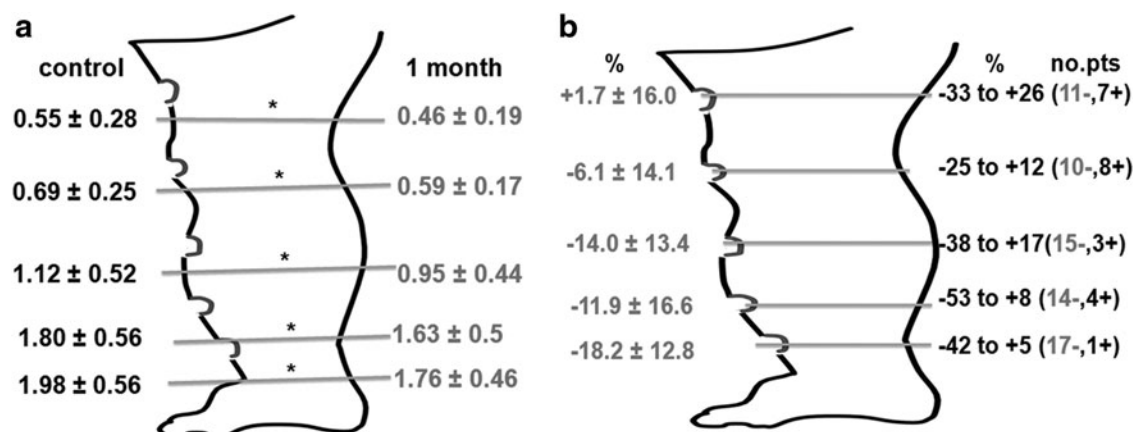 a
control 1 month
* 
0.55 ± 0.28 0.46 ± 0.19
*
0.69 ± 0.25 0.59 ± 0.17
*
1.12 ± 0.52 0.95 ± 0.44
*
1.80 ± 0.56 1.63 ± 0.5
*
1.98 ± 0.56 1.76 ± 0.46
b
% % no.pts
+1.7 ± 16.0 -33 to +26 (11-,7+)
-6.1 ± 14.1 -25 to +12 (10-,8+)
-14.0 ± 13.4 -38 to +17(15-,3+)
-11.9 ± 16.6 -53 to +8 (14-,4+)
-18.2 ± 12.8 -42 to +5 (17-,1+)